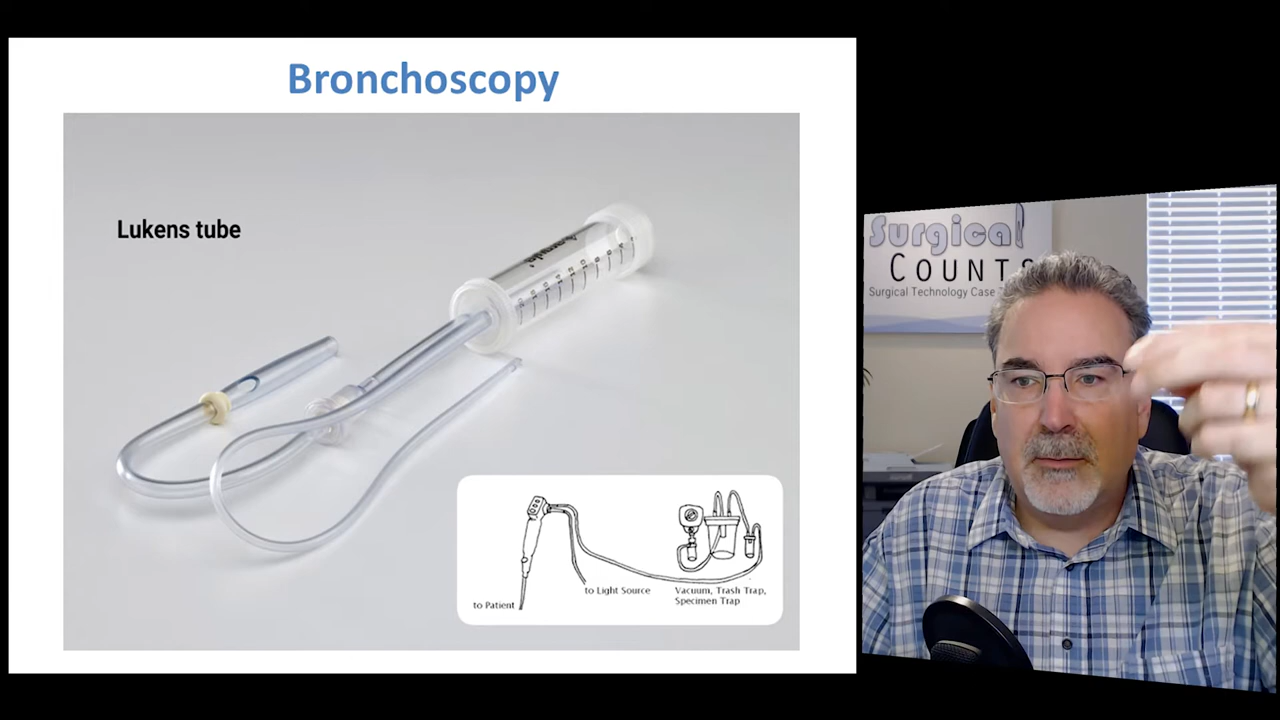 Bronchoscopy
Lukens tube
to Patient
to Light Source
Vacuum, Trash Trap,
Specimen Trap
Surgical
COUNTS
Surgical Technology Case